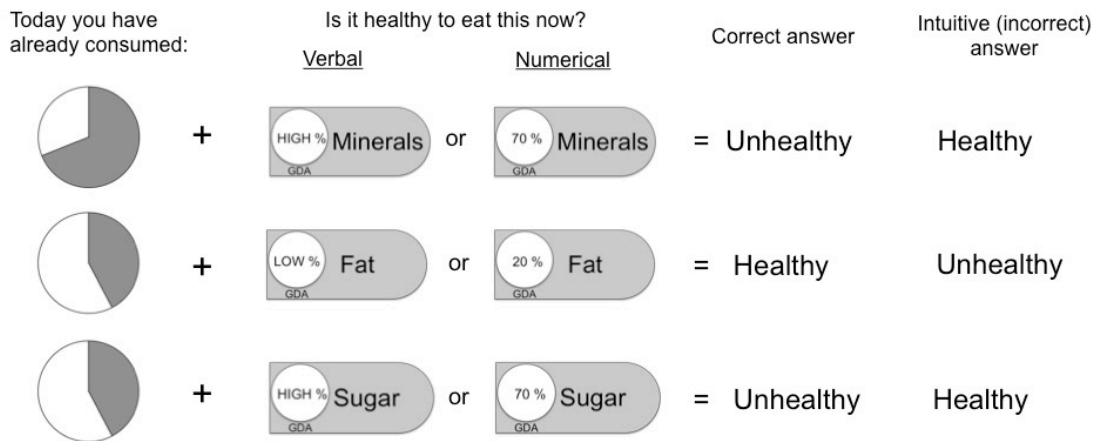 Today you have
already consumed:
Is it healthy to eat this now?
Verbal
Numerical
Correct answer
Intuitive (incorrect)
answer
+ HIGH % Minerals or 70 % Minerals = Unhealthy Healthy
GDA GDA
+ LOW % Fat or 20 % Fat = Healthy Unhealthy
GDA GDA
+ HIGH % Sugar or 70 % Sugar = Unhealthy Healthy
GDA GDA